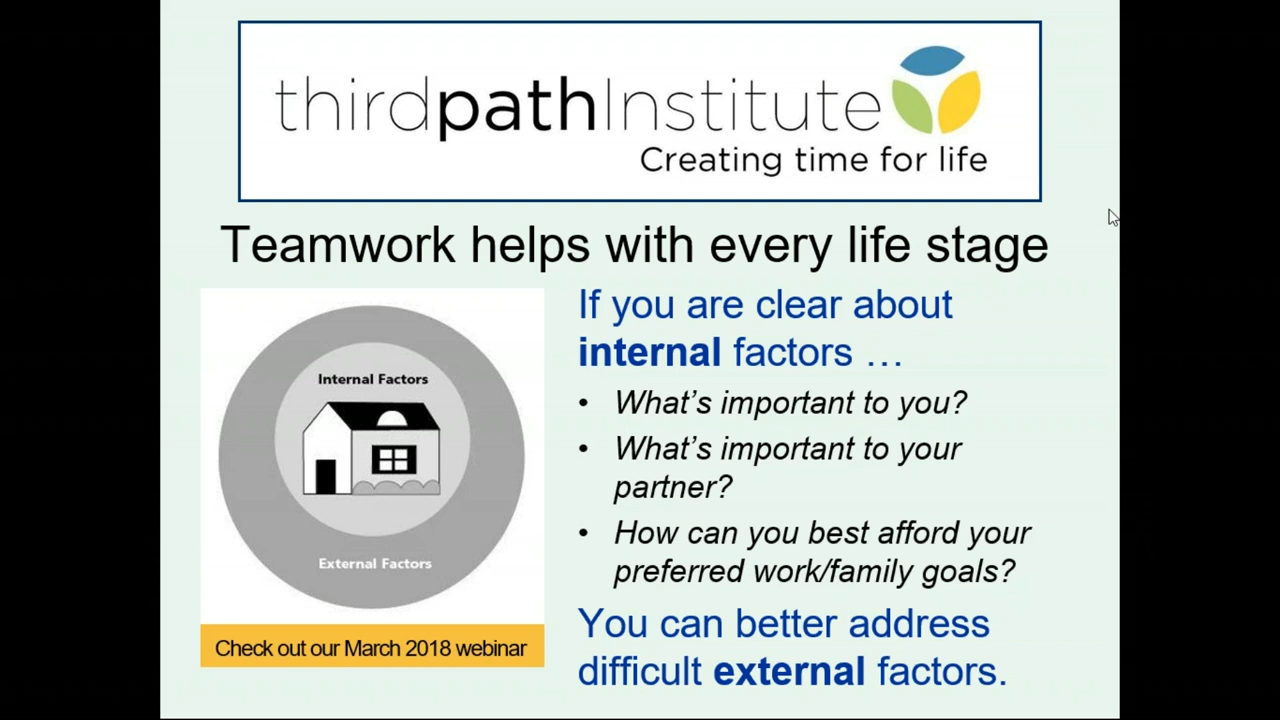 thirdpathInstitute
Creating time for life
Teamwork helps with every life stage
Internal Factors
External Factors
Check out our March 2018 webinar
If you are clear about
internal factors …
• What’s important to you?
• What’s important to your
partner?
• How can you best afford your
preferred work/family goals?
You can better address
difficult external factors.